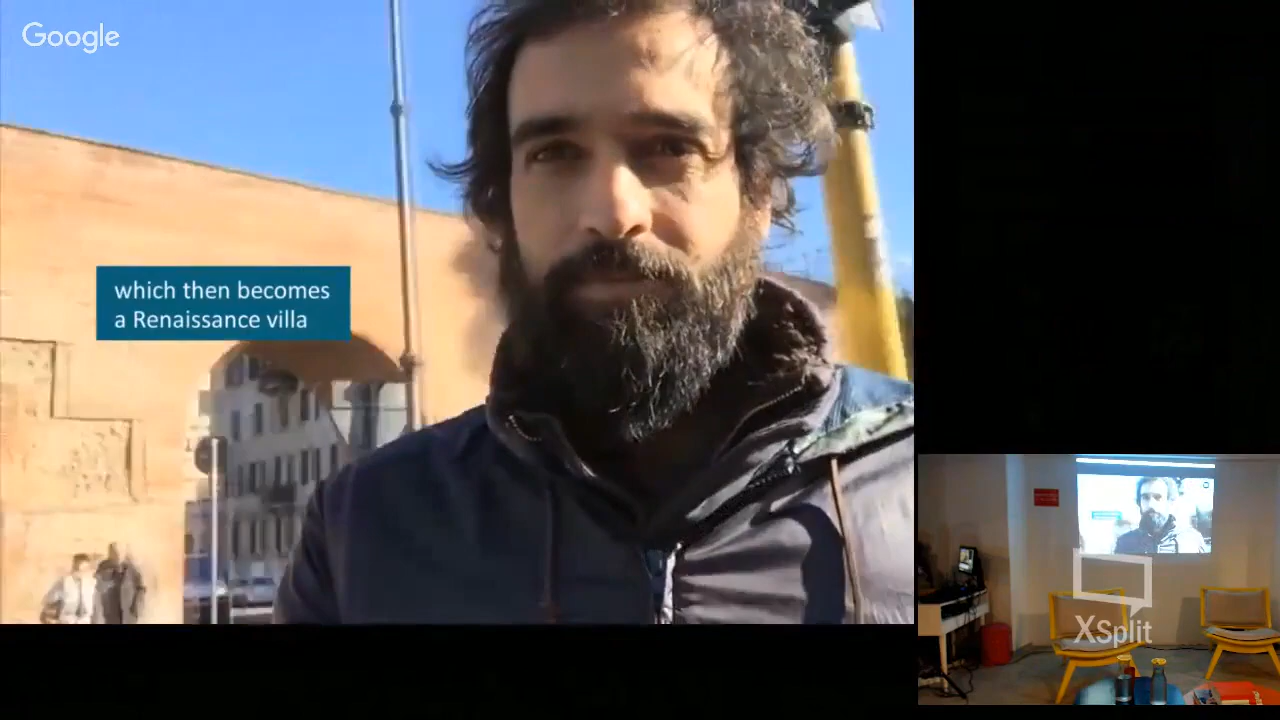 Google
which then becomes
a Renaissance villa
XSplit